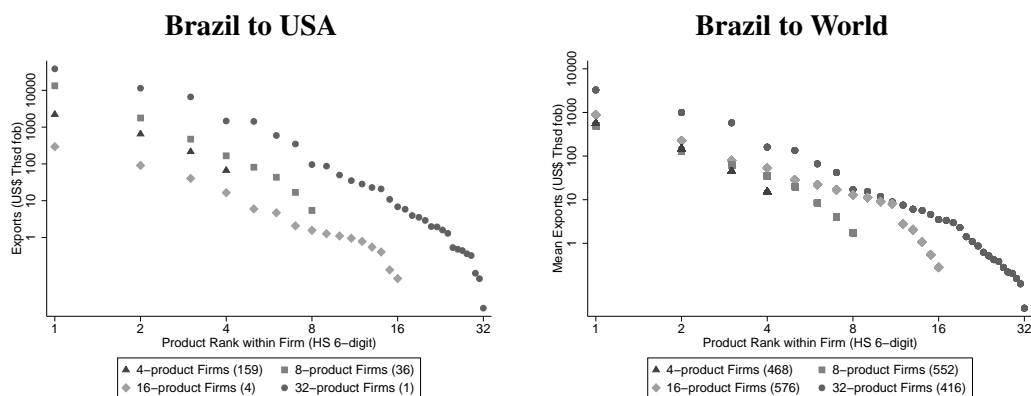 Brazil to USA
Exports (US$ Thsd fob)
10000
1000
100
10
1
1 2 4 8 16 32
Product Rank within Firm (HS 6−digit)
4−product Firms (159) 8−product Firms (36)
16−product Firms (4) 32−product Firms (1)
Brazil to World
Mean Exports (US$ Thsd fob)
10000
1000
100
10
1
1 2 4 8 16 32
Product Rank within Firm (HS 6−digit)
4−product Firms (468) 8−product Firms (552)
16−product Firms (576) 32−product Firms (416)